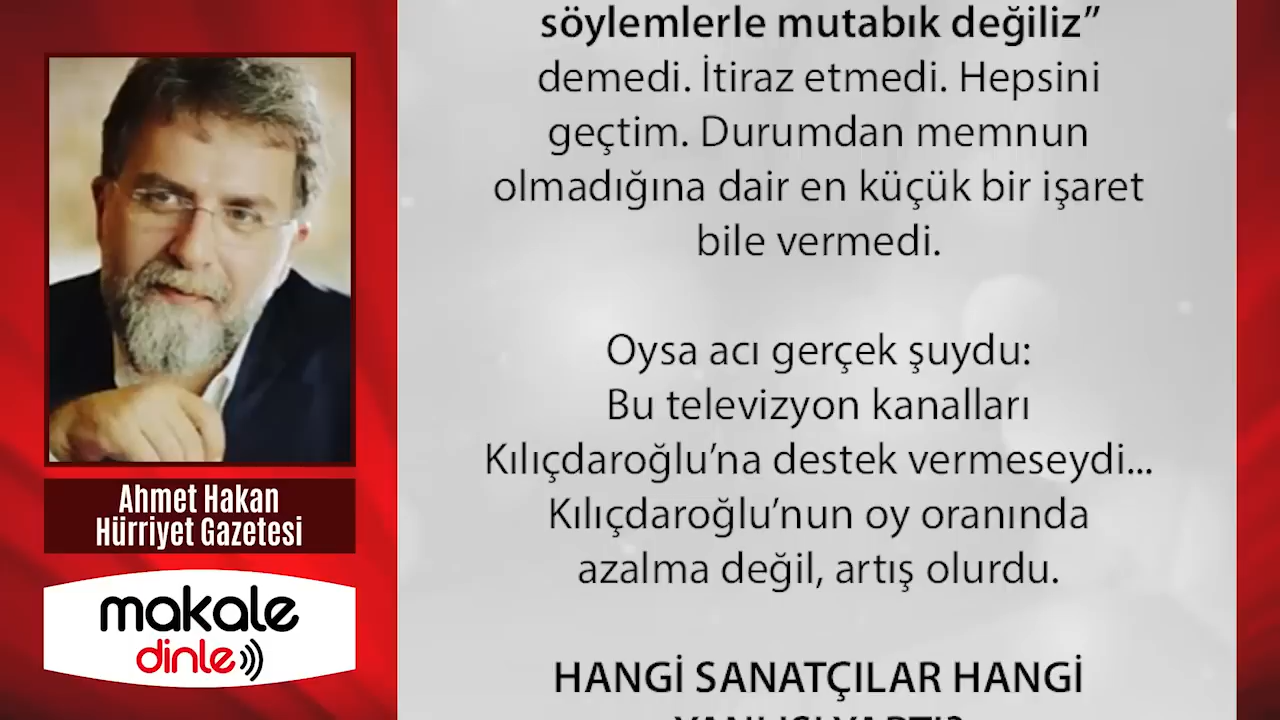 söylemlerle mutabık değiliz”
demedi. İtiraz etmedi. Hepsini
geçtim. Durumdan memnun
olmadığına dair en küçük bir işaret
bile vermedi.
Oysa acı gerçek şuydu:
Bu televizyon kanalları
Kılıçdaroğlu’na destek vermeseydi...
Kılıçdaroğlu’nun oy oranında
azalma değil, artış olurdu.
HANGİ SANATÇILAR HANGİ
Ahmet Hakan
Hürriyet Gazetesi
makale
dinle